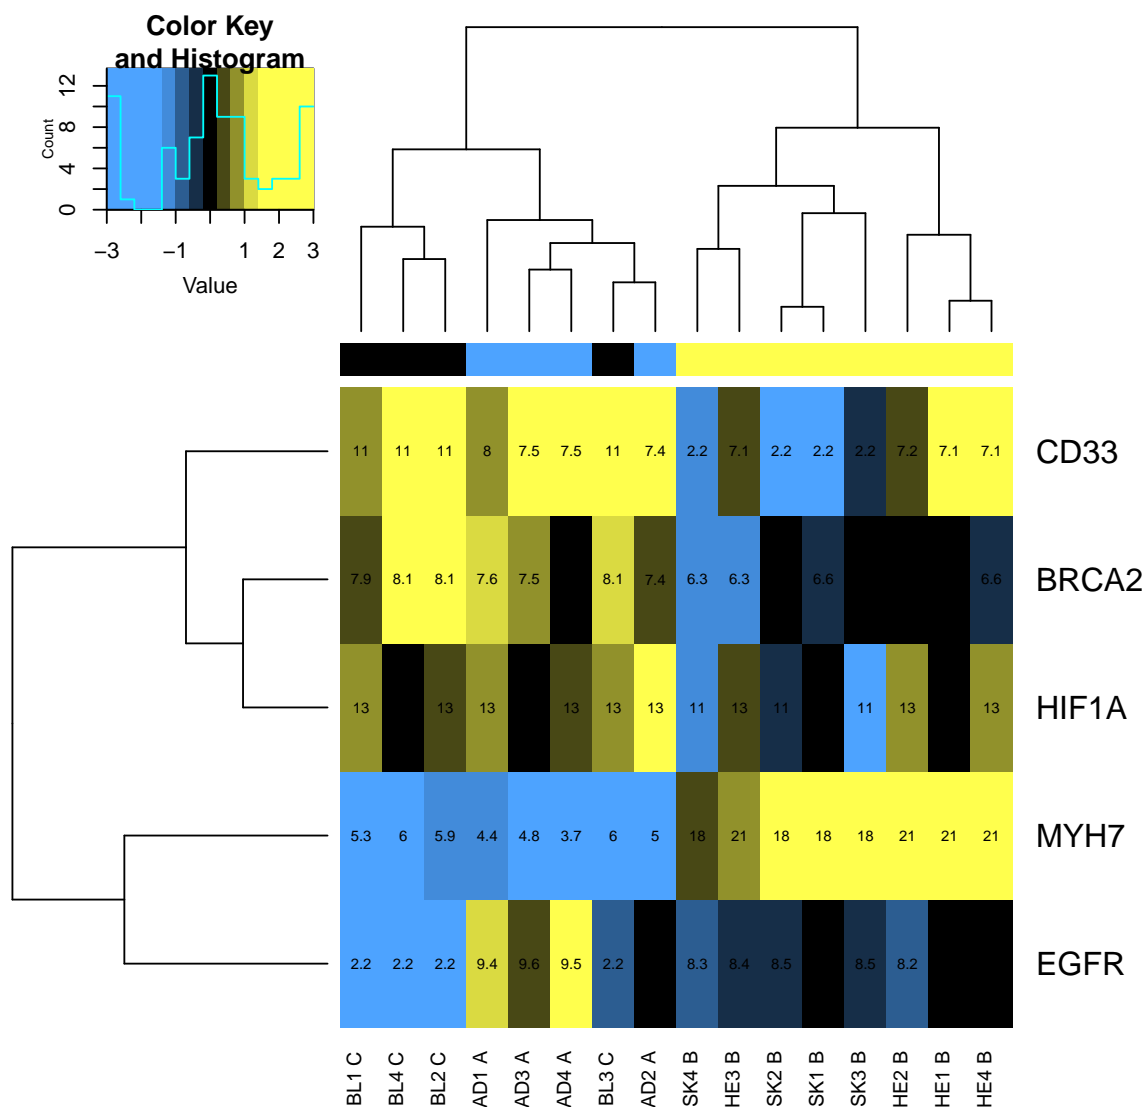 Color Key
and Histogram
Count
0 4 8 12
−3 −1 1 2 3
Value
11 11 11 8 7.5 7.5 11 7.4 2.2 7.1 2.2 2.2 2.2 7.2 7.1 7.1 CD33
7.9 8.1 8.1 7.6 7.5 8.1 7.4 6.3 6.3 6.6 6.6 BRCA2
13 13 13 13 13 13 11 13 11 11 13 13 HIF1A
5.3 6 5.9 4.4 4.8 3.7 6 5 18 21 18 18 18 21 21 21 MYH7
2.2 2.2 2.2 9.4 9.6 9.5 2.2 8.3 8.4 8.5 8.5 8.2 EGFR
BL1 C BL4 C BL2 C AD1 A AD3 A AD4 A BL3 C AD2 A SK4 B HE3 B SK2 B SK1 B SK3 B HE2 B HE1 B HE4 B